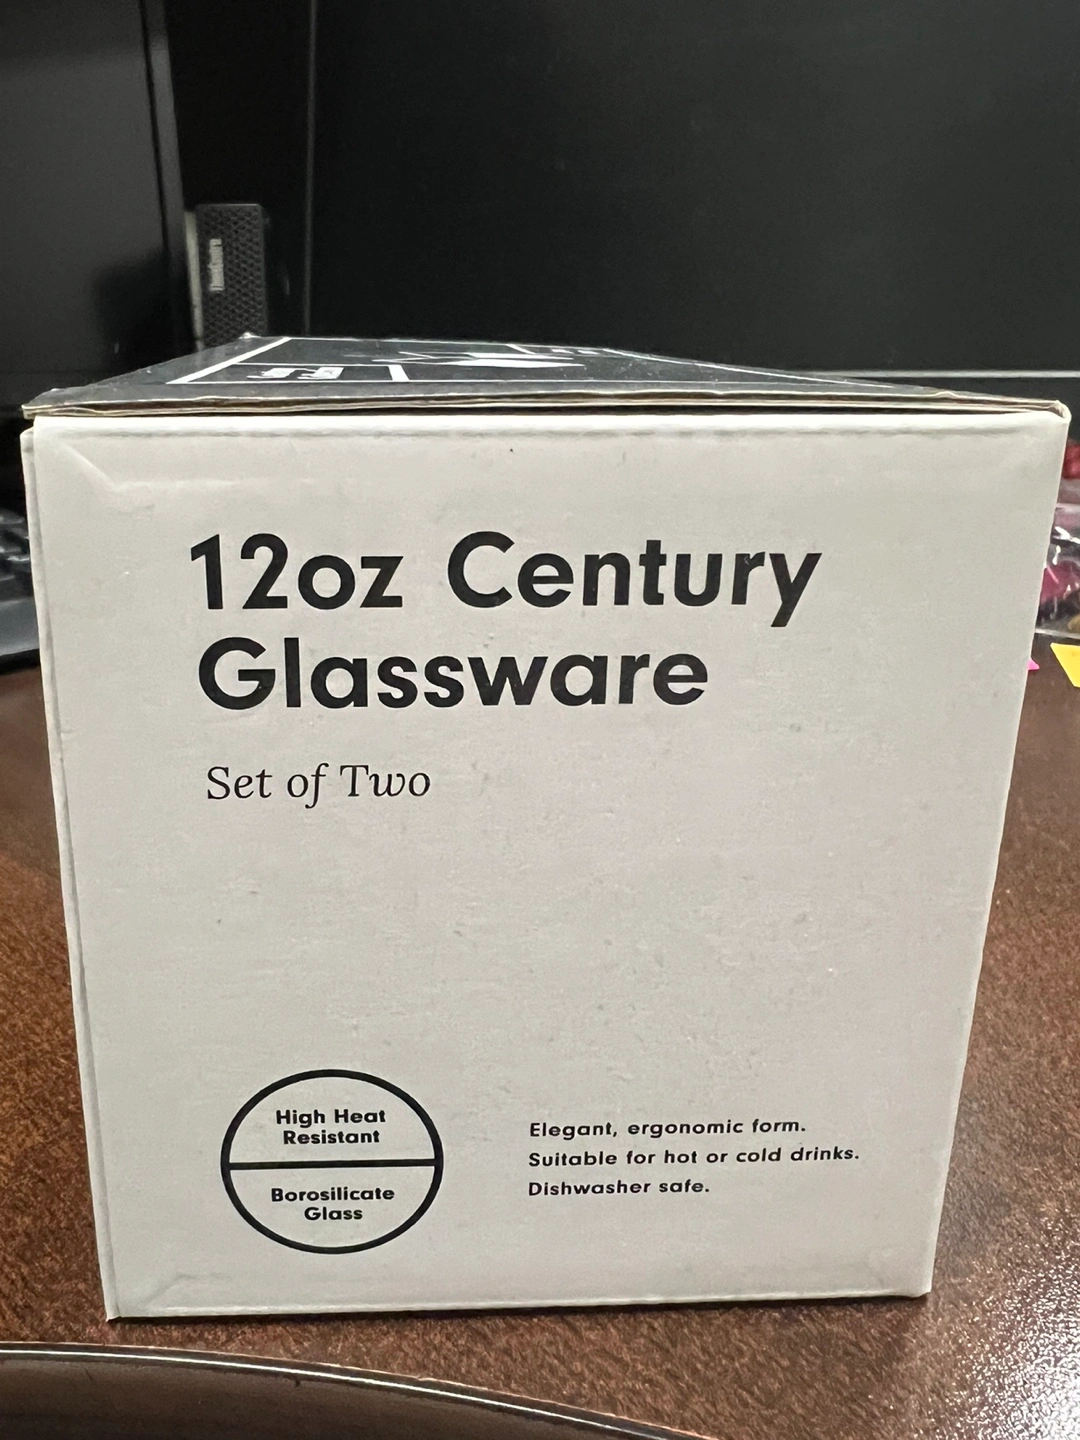 12oz Century
Glassware
Set of Two
High Heat
Resistant
Borosilicate
Glass
Elegant, ergonomic form.
Suitable for hot or cold drinks.
Dishwasher safe.